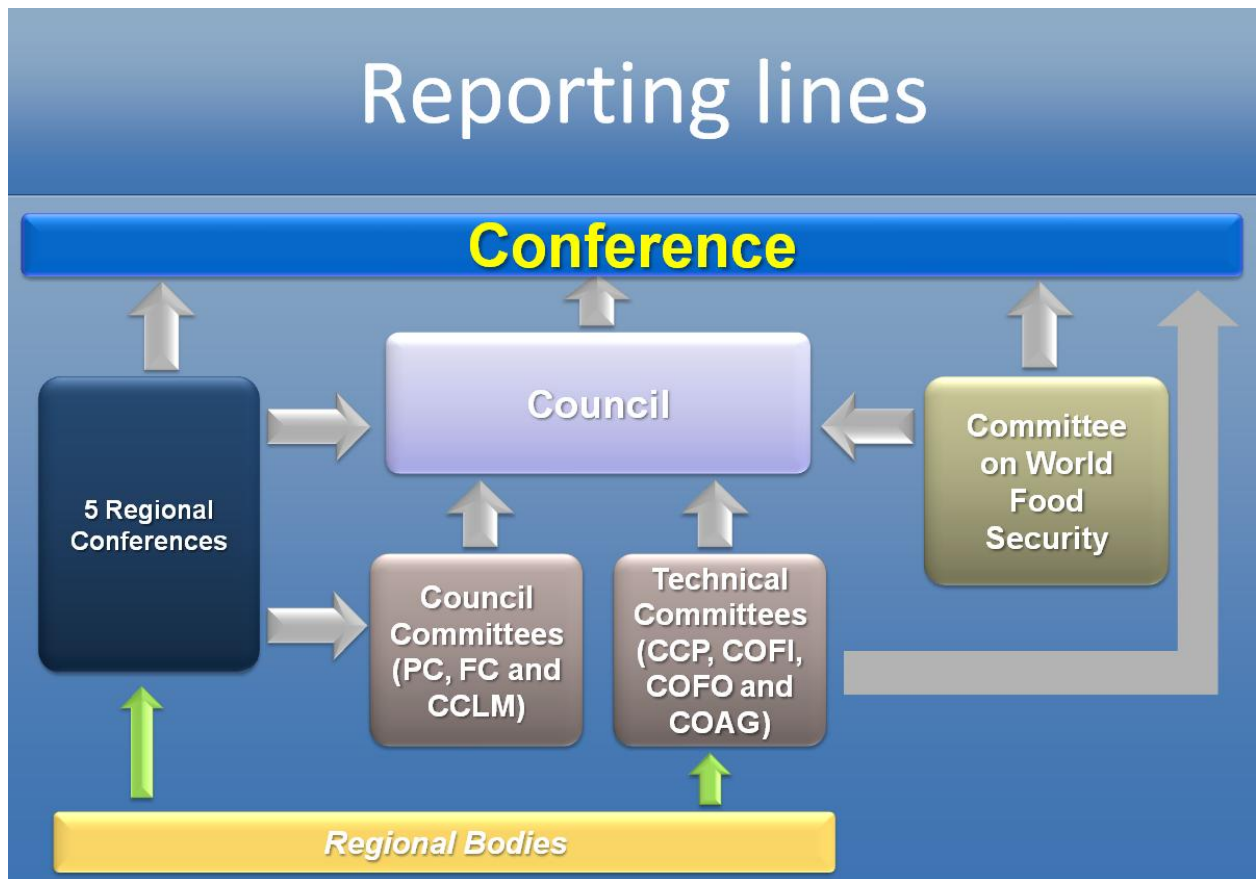 Reporting lines
Conference
Council
5 Regional
Conferences
Committee
on World
Food
Security
Council
Committees
(PC, FC and
CCLM)
Technical
Committees
(CCP, COFI,
COFO and
COAG)
Regional Bodies